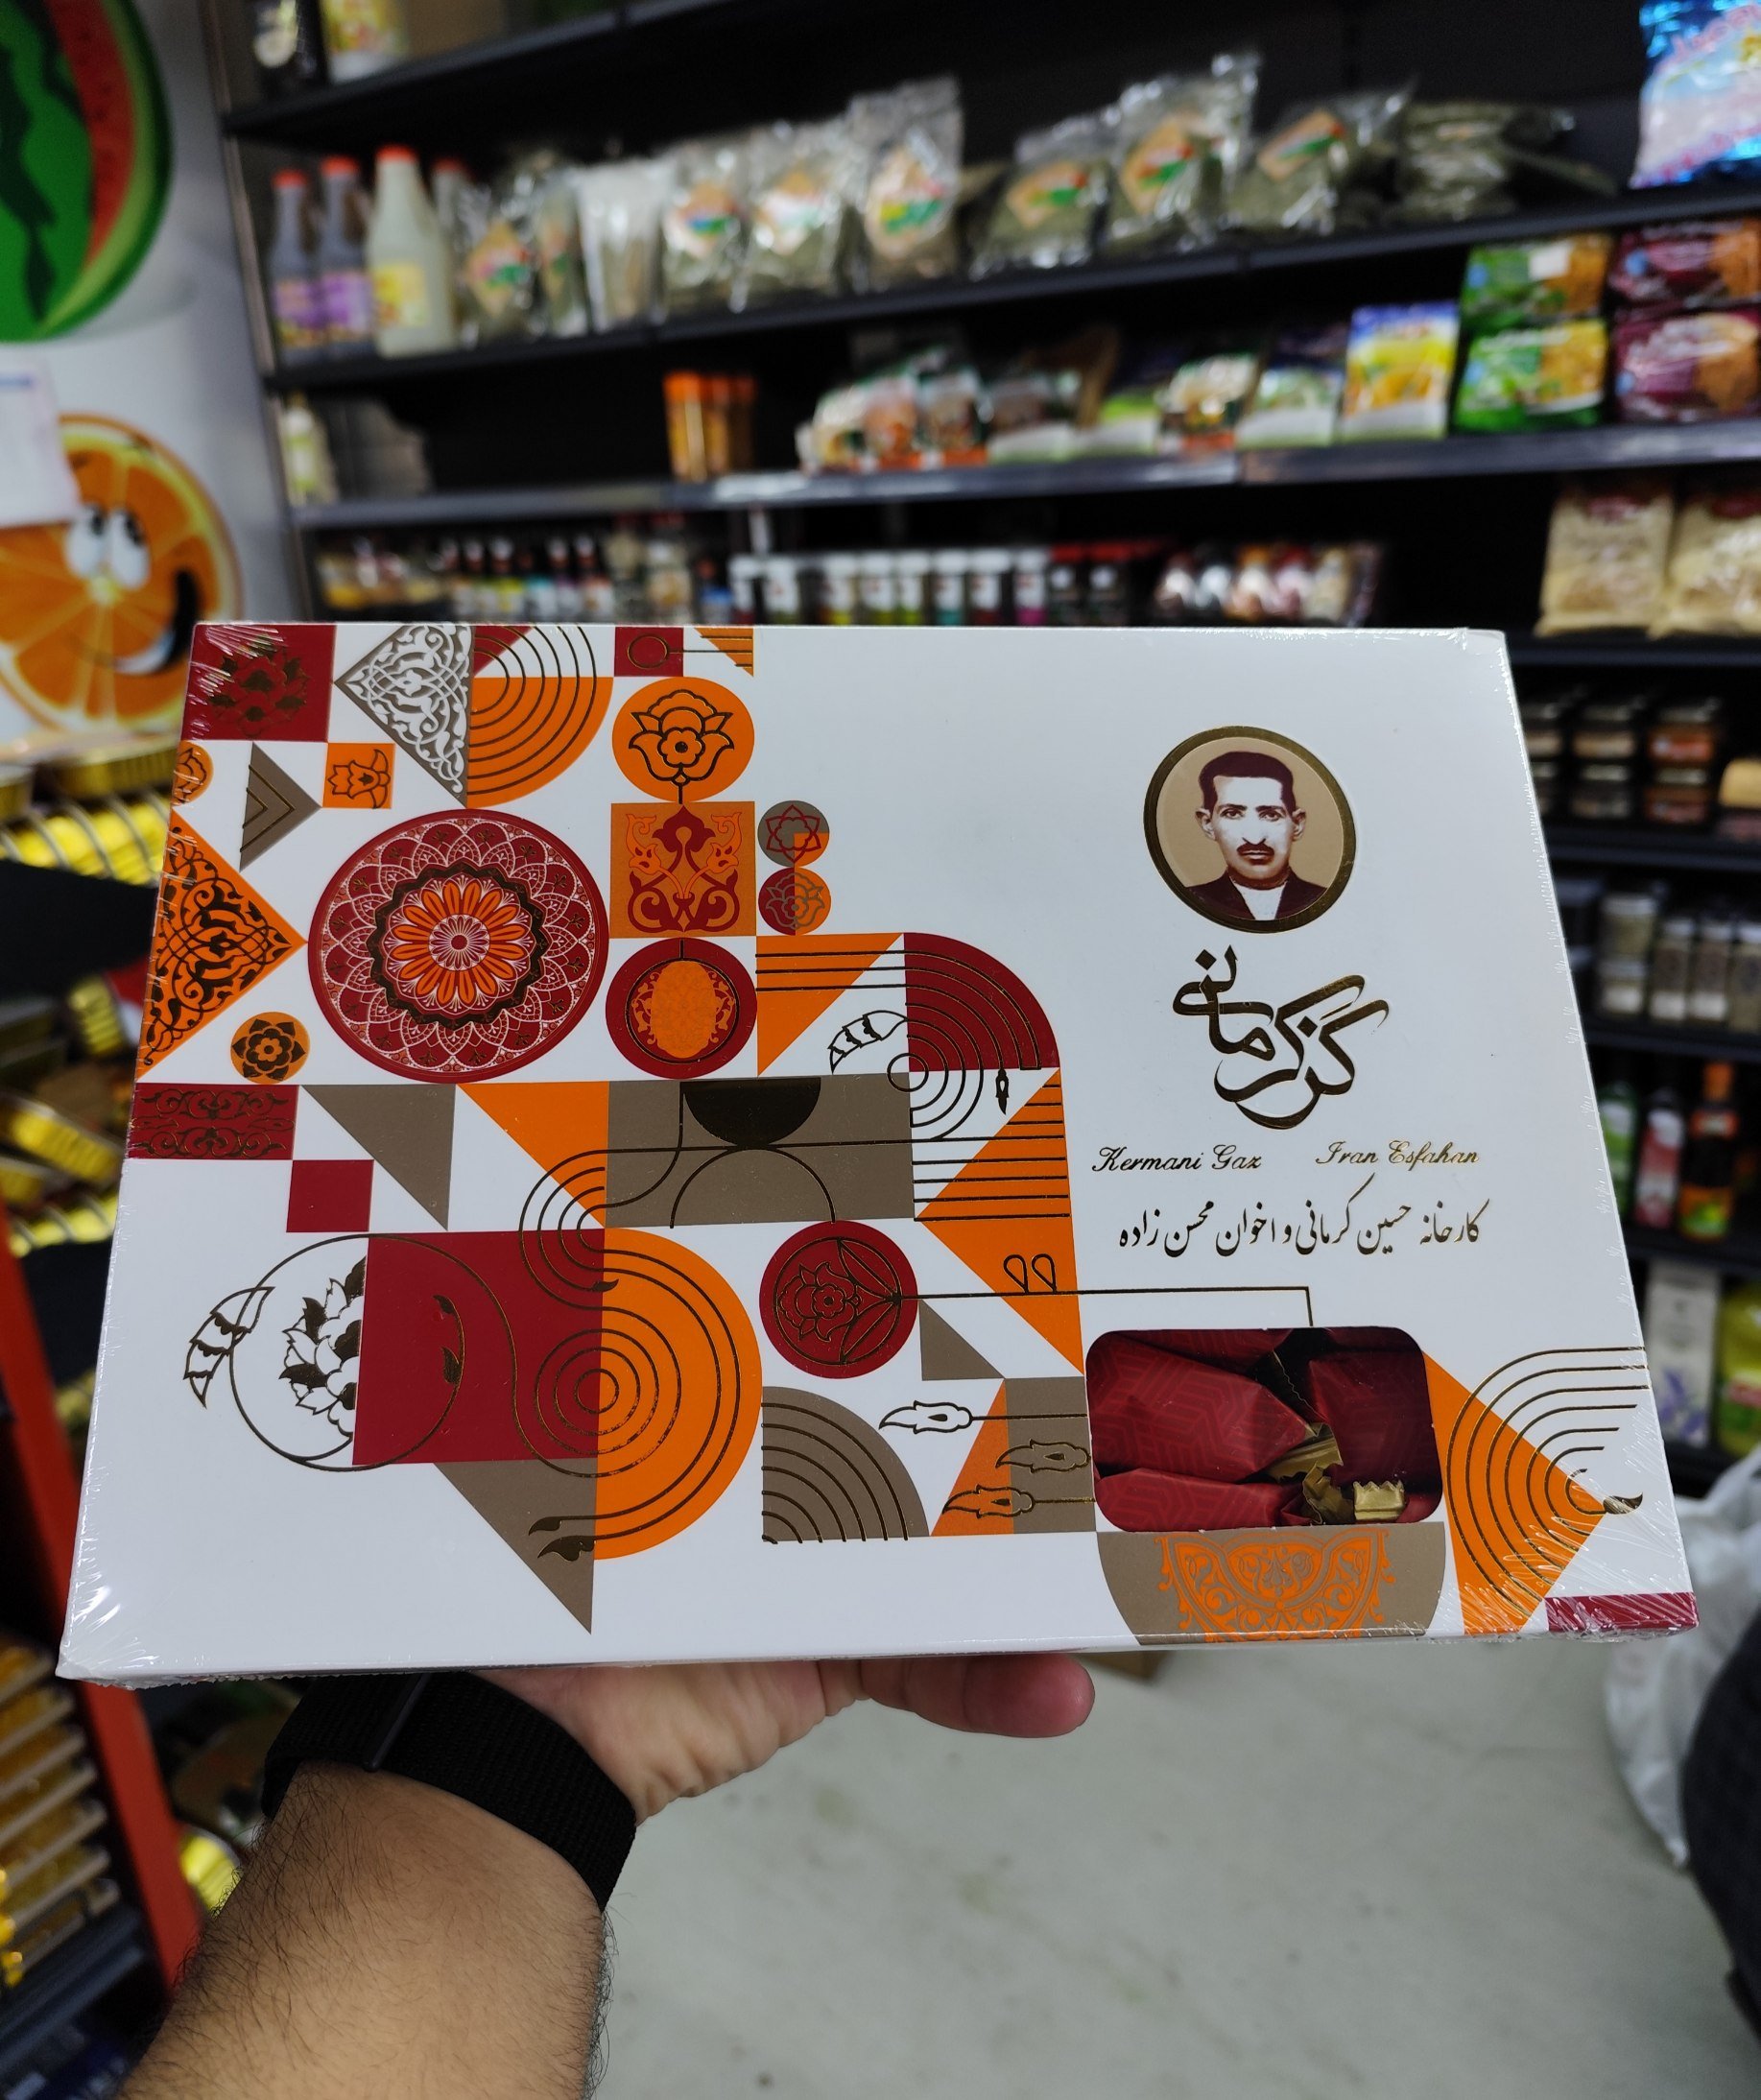 گز کرمانی
Kermani Gaz Iran Esfahan
کارخانه حسین کرمانی و اخوان محسن زاده